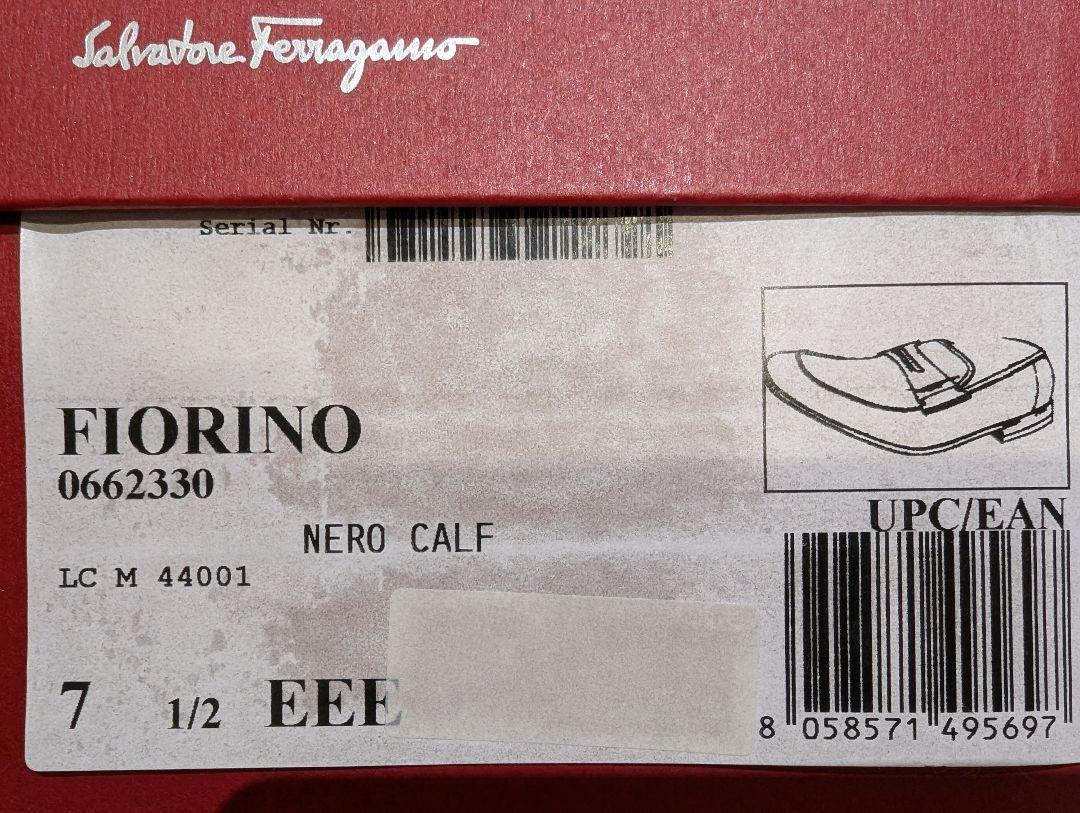 Salvatore Ferragamo
Serial Nr.
FIORINO
0662330
NERO CALF
LC M 44001
UPC/EAN
7 1/2 EEE
8 058571 495697